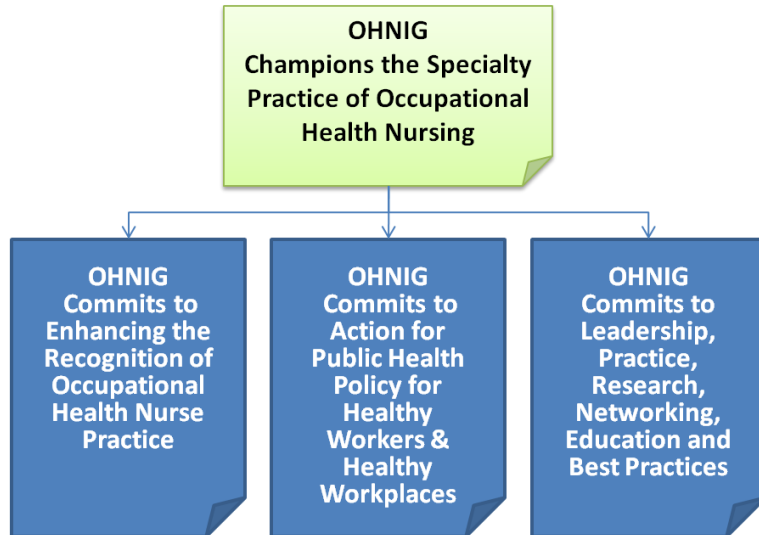 OHNIG
Champions the Specialty
Practice of Occupational
Health Nursing
OHNIG
Commits to
Enhancing the
Recognition of
Occupational
Health Nurse
Practice
OHNIG
Commits to
Action for
Public Health
Policy for
Healthy
Workers &
Healthy
Workplaces
OHNIG
Commits to
Leadership,
Practice,
Research,
Networking,
Education and
Best Practices